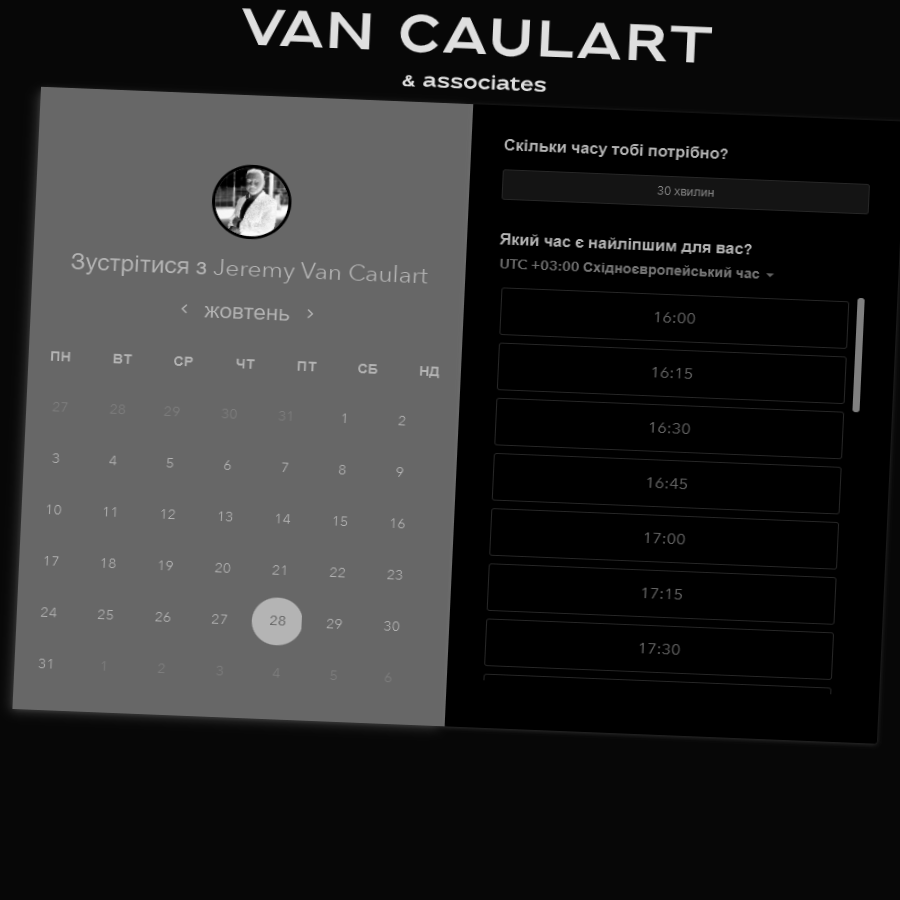 VAN CAULART
& associates
Зустрітися з Jeremy Van Caulart
‹ жовтень ›
ПН ВТ СР ЧТ ПТ СБ НД
27 28 29 30 31 1 2
3 4 5 6 7 8 9
10 11 12 13 14 15 16
17 18 19 20 21 22 23
24 25 26 27 28 29 30
31 1 2 3 4 5 6
Скільки часу тобі потрібно?
30 хвилин
Який час є найліпшим для вас?
UTC +03:00 Східноєвропейський час
16:00
16:15
16:30
16:45
17:00
17:15
17:30